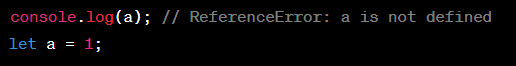 console.log(a); // ReferenceError: a is not defined
let a = 1;